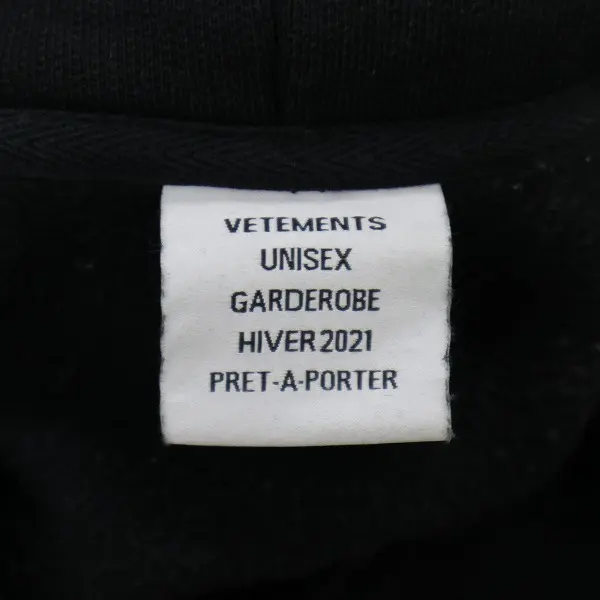 VETEMENTS
UNISEX
GARDEROBE
HIVER 2021
PRET-A-PORTER